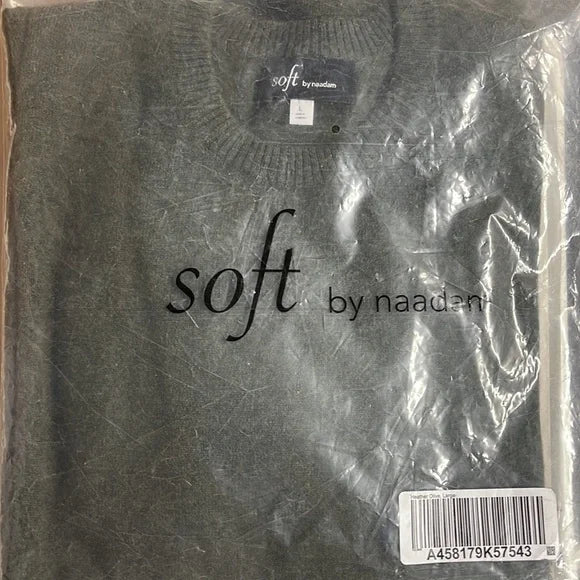 soft by naadam
L
soft by naadam
Heather Olive, Large
A458179K57543